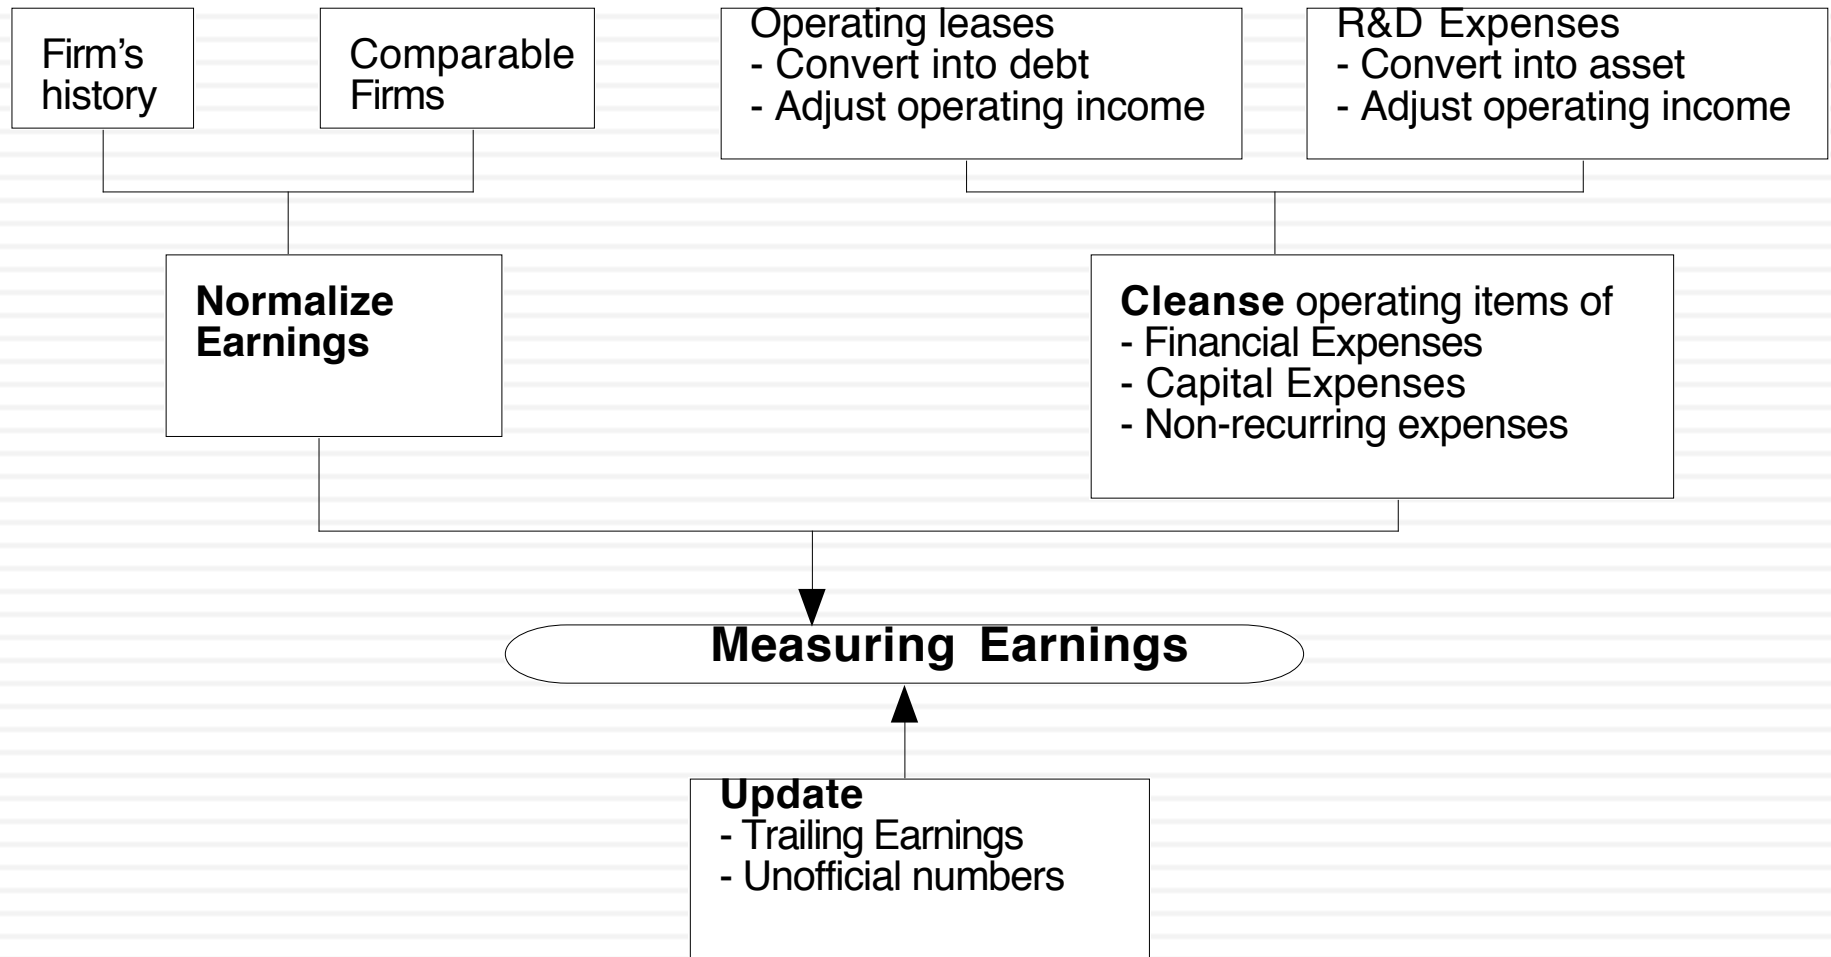 Firm's
history
Comparable
Firms
Operating leases
- Convert into debt
- Adjust operating income
R&D Expenses
- Convert into asset
- Adjust operating income
Normalize
Earnings
Cleanse operating items of
- Financial Expenses
- Capital Expenses
- Non-recurring expenses
Measuring Earnings
Update
- Trailing Earnings
- Unofficial numbers